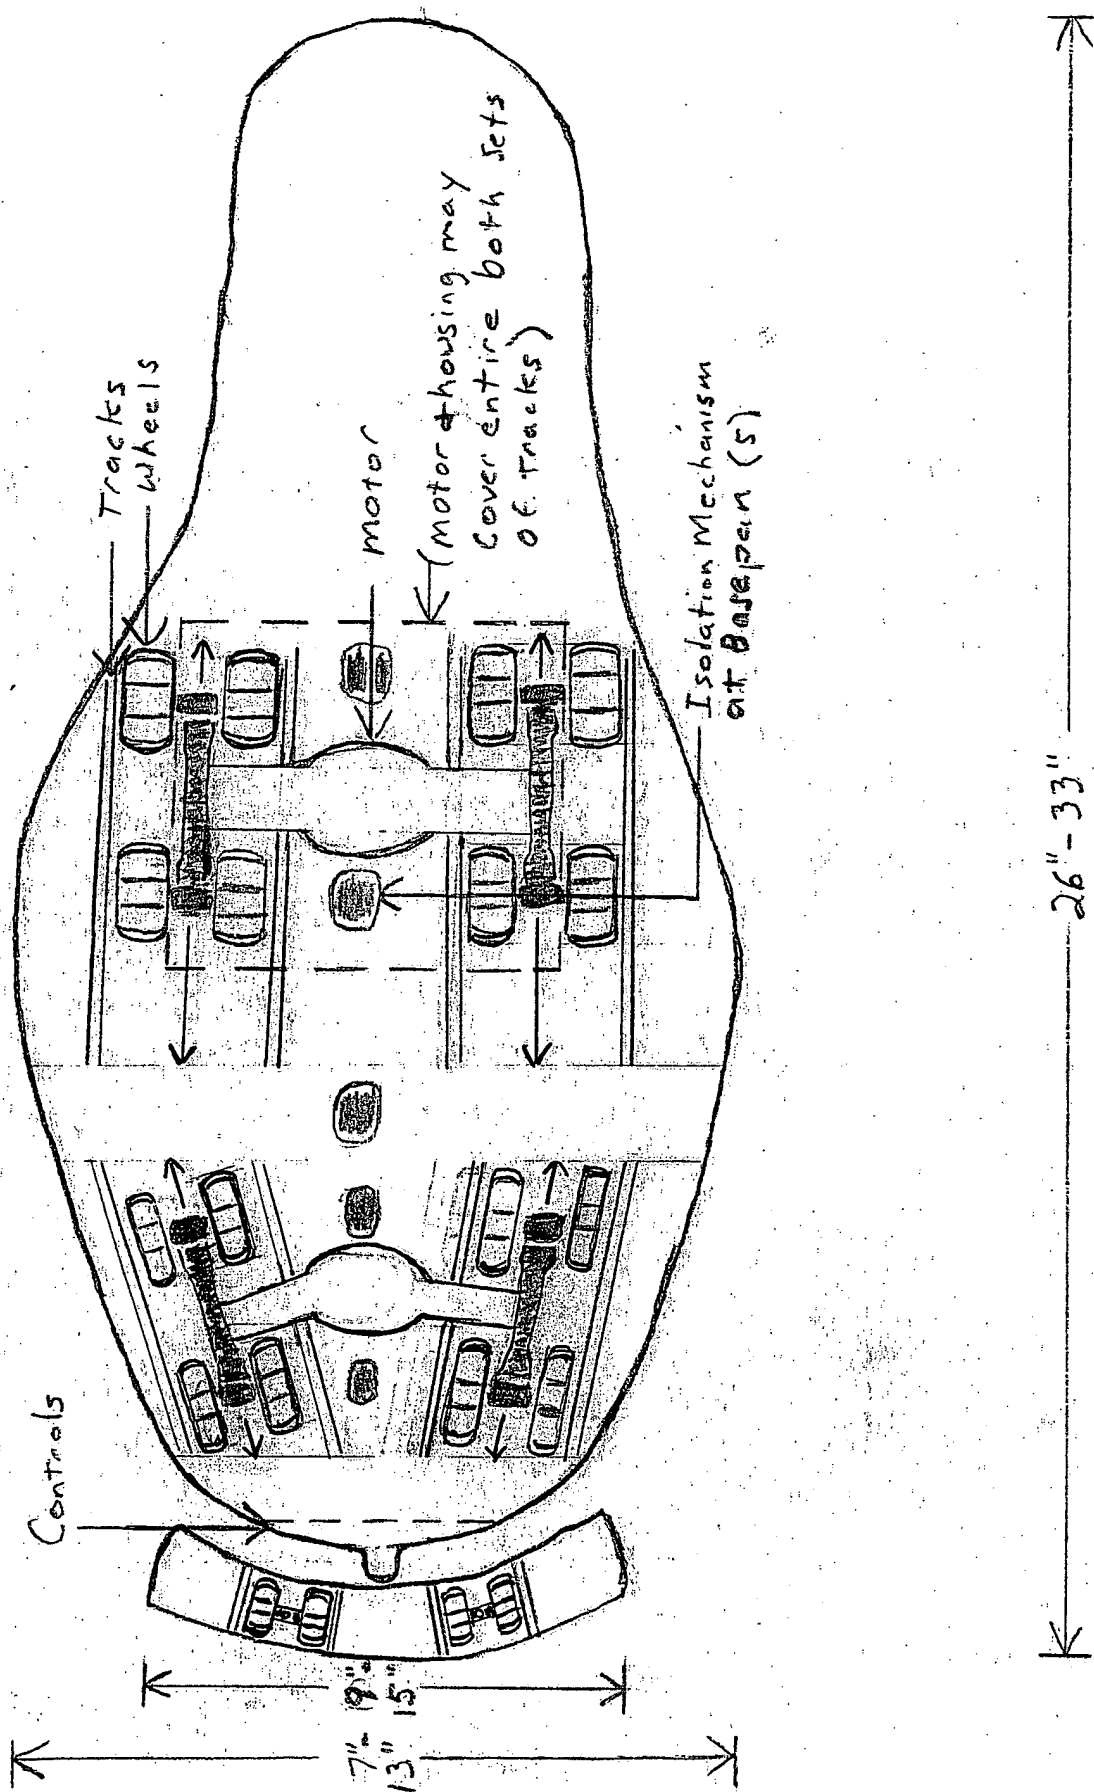 Tracks
Wheels
(Motor + housing may
Cover entire both sets
of Tracks)
motor
Isolation Mechanism
at Basepan (s)
Controls
26" - 33"
15"
7"-
13"